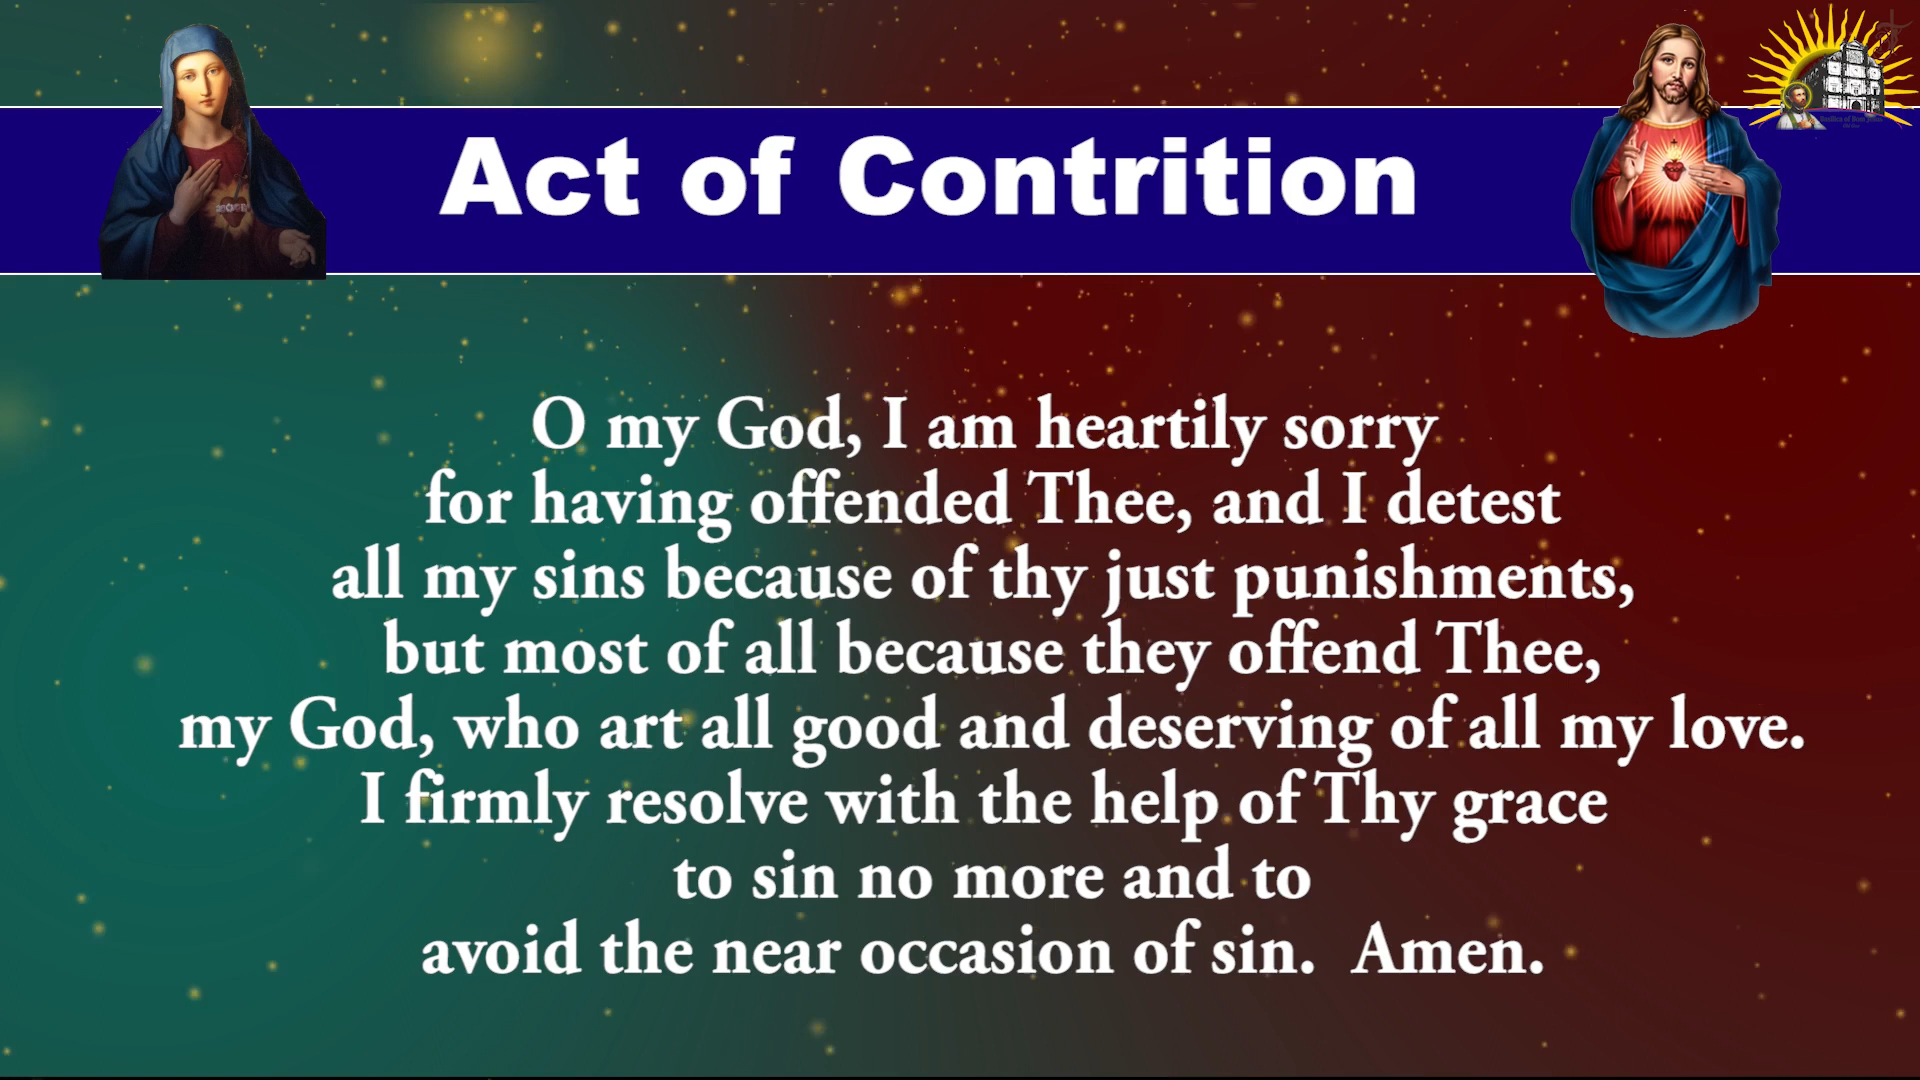 Act of Contrition
O my God, I am heartily sorry
for having offended Thee, and I detest
all my sins because of thy just punishments,
but most of all because they offend Thee,
my God, who art all good and deserving of all my love.
I firmly resolve with the help of Thy grace
to sin no more and to
avoid the near occasion of sin.  Amen.